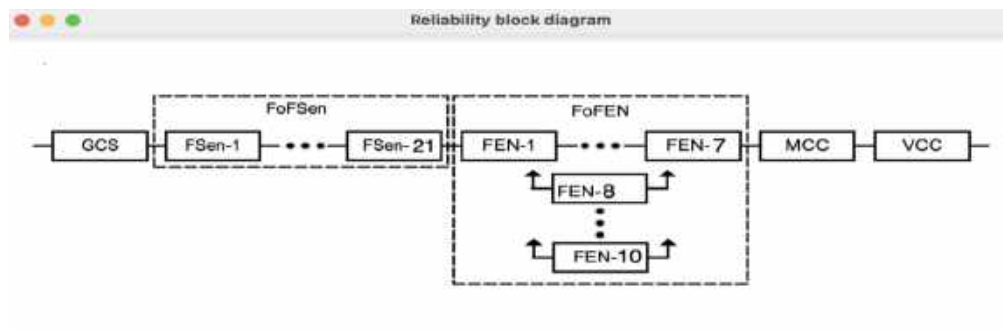 Reliability block diagram
FoFSen
FoFEN
GCS
FSen-1
FSen-21
FEN-1
FEN-7
MCC
VCC
FEN-8
FEN-10